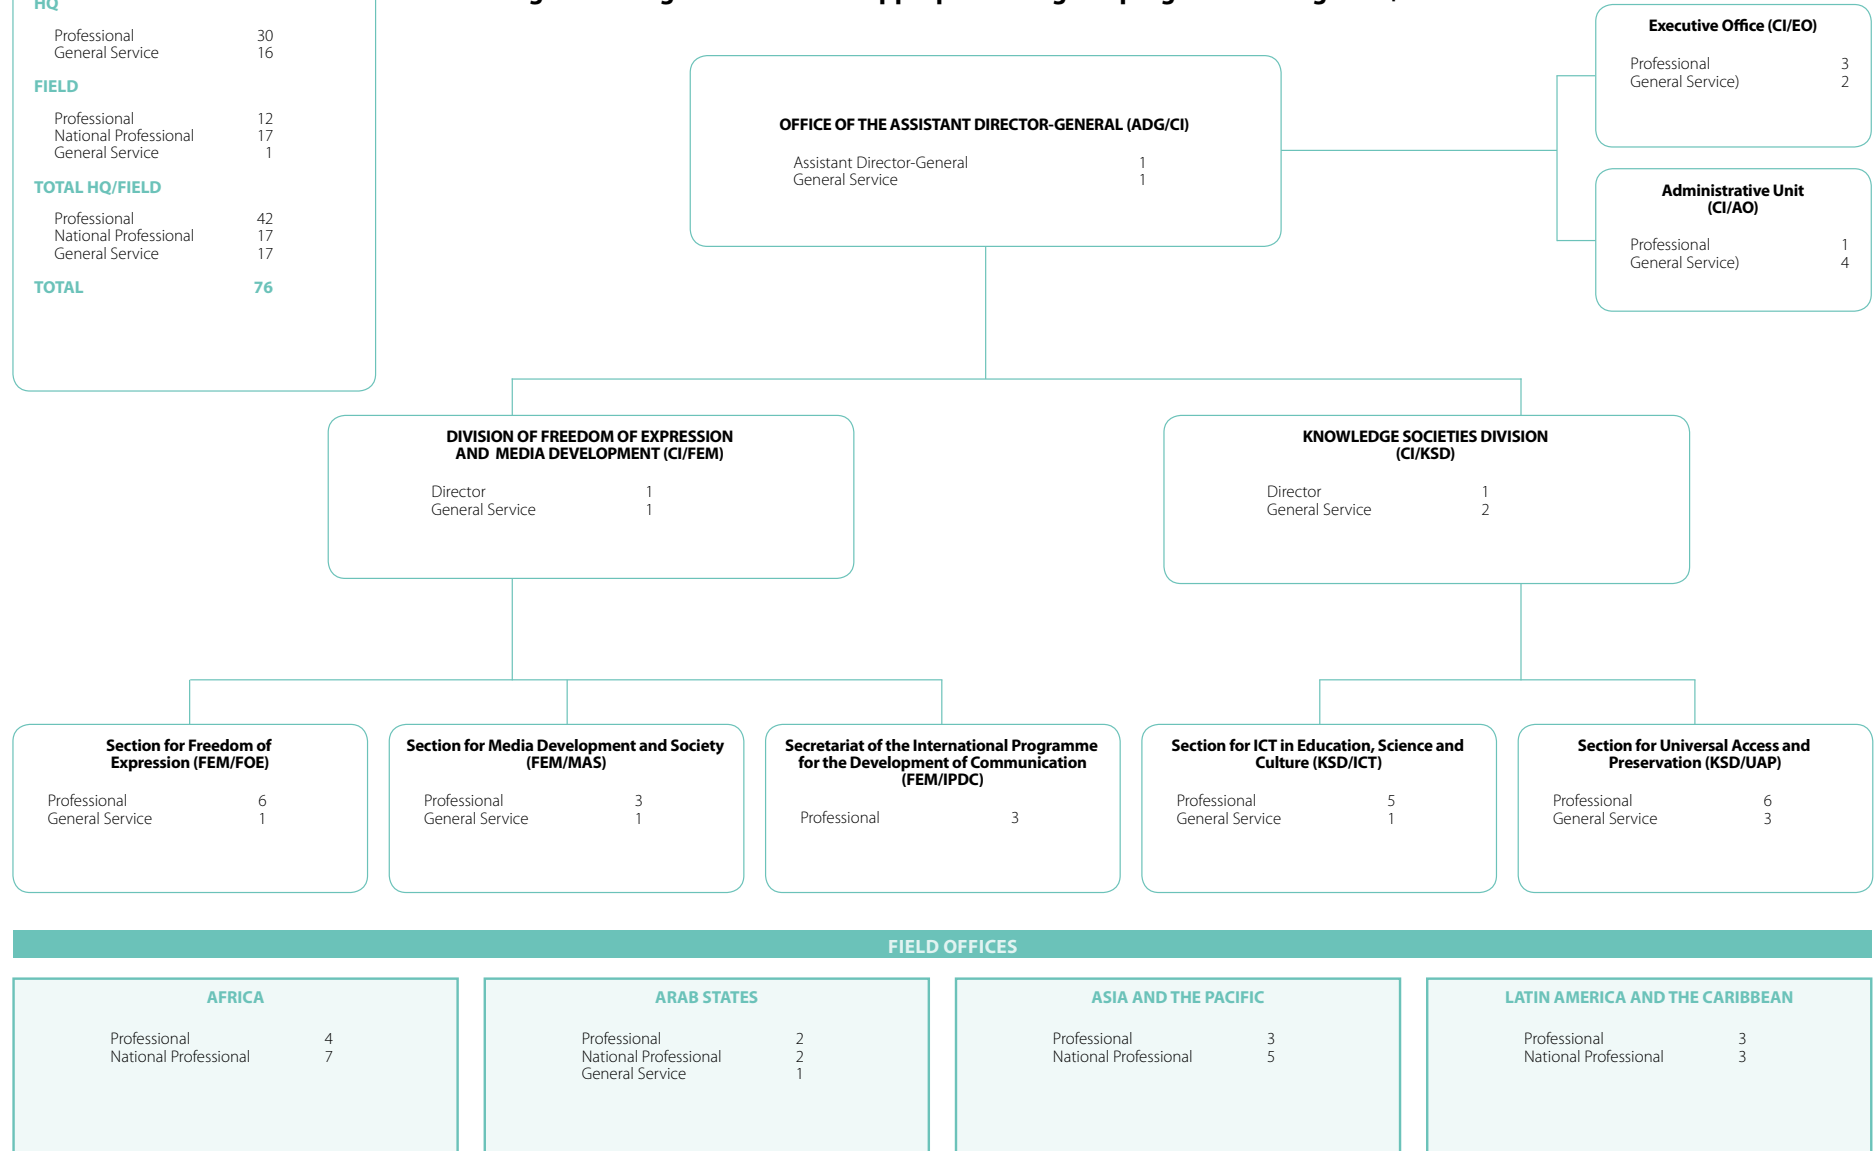 HQ
Professional 30
General Service 16
FIELD
Professional 12
National Professional 17
General Service 1
TOTAL HQ/FIELD
Professional 42
National Professional 17
General Service 17
TOTAL 76
OFFICE OF THE ASSISTANT DIRECTOR-GENERAL (ADG/CI)
Assistant Director-General 1
General Service 1
Executive Office (CI/EO)
Professional 3
General Service) 2
Administrative Unit
(CI/AO)
Professional 1
General Service) 4
DIVISION OF FREEDOM OF EXPRESSION
AND MEDIA DEVELOPMENT (CI/FEM)
Director 1
General Service 1
KNOWLEDGE SOCIETIES DIVISION
(CI/KSD)
Director 1
General Service 2
Section for Freedom of
Expression (FEM/FOE)
Professional 6
General Service 1
Section for Media Development and Society
(FEM/MAS)
Professional 3
General Service 1
Secretariat of the International Programme
for the Development of Communication
(FEM/IPDC)
Professional 3
Section for ICT in Education, Science and
Culture (KSD/ICT)
Professional 5
General Service 1
Section for Universal Access and
Preservation (KSD/UAP)
Professional 6
General Service 3
FIELD OFFICES
AFRICA
Professional 4
National Professional 7
ARAB STATES
Professional 2
National Professional 2
General Service 1
ASIA AND THE PACIFIC
Professional 3
National Professional 5
LATIN AMERICA AND THE CARIBBEAN
Professional 3
National Professional 3